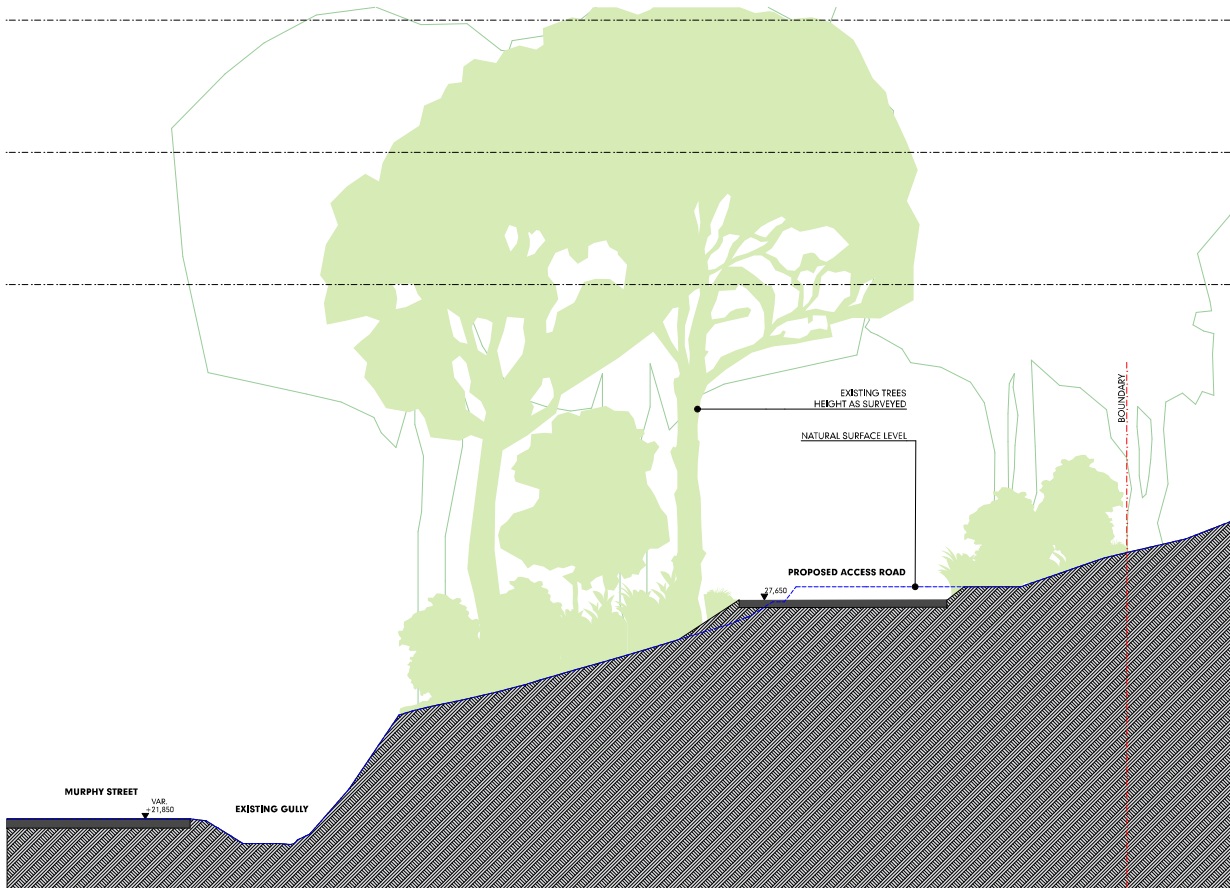 EXISTING TREES
HEIGHT AS SURVEYED
BOUNDARY
NATURAL SURFACE LEVEL
PROPOSED ACCESS ROAD
27,650
MURPHY STREET
VAR.
+21,850
EXISTING GULLY